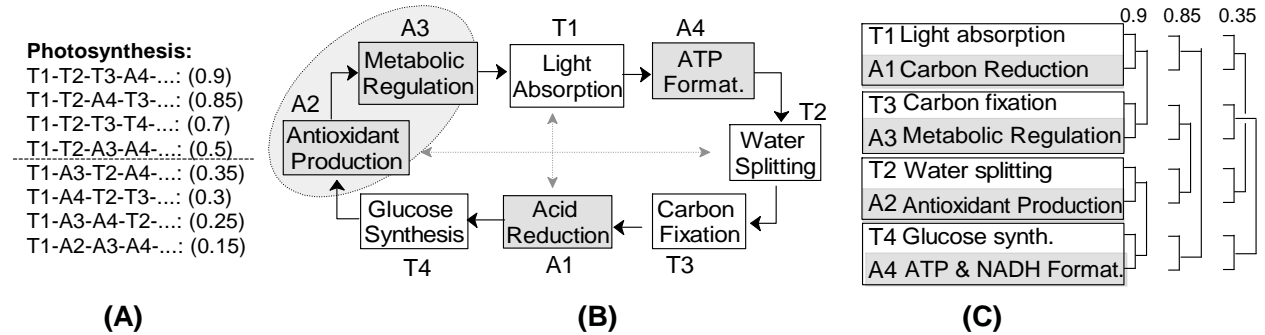 Photosynthesis:
T1-T2-T3-A4-...: (0.9)
T1-T2-A4-T3-...: (0.85)
T1-T2-T3-T4-...: (0.7)
T1-T2-A3-A4-...: (0.5)
T1-A3-T2-A4-...: (0.35)
T1-A4-T2-T3-...: (0.3)
T1-A3-A4-T2-...: (0.25)
T1-A2-A3-A4-...: (0.15)
(A)
A3
Metabolic
Regulation
T1
Light
Absorption
A4
ATP
Format.
A2
Antioxidant
Production
T2
Water
Splitting
Glucose
Synthesis
T4
Acid
Reduction
A1
Carbon
Fixation
T3
(B)
0.9 0.85 0.35
T1 Light absorption
A1 Carbon Reduction
T3 Carbon fixation
A3 Metabolic Regulation
T2 Water splitting
A2 Antioxidant Production
T4 Glucose synth.
A4 ATP & NADH Format.
(C)